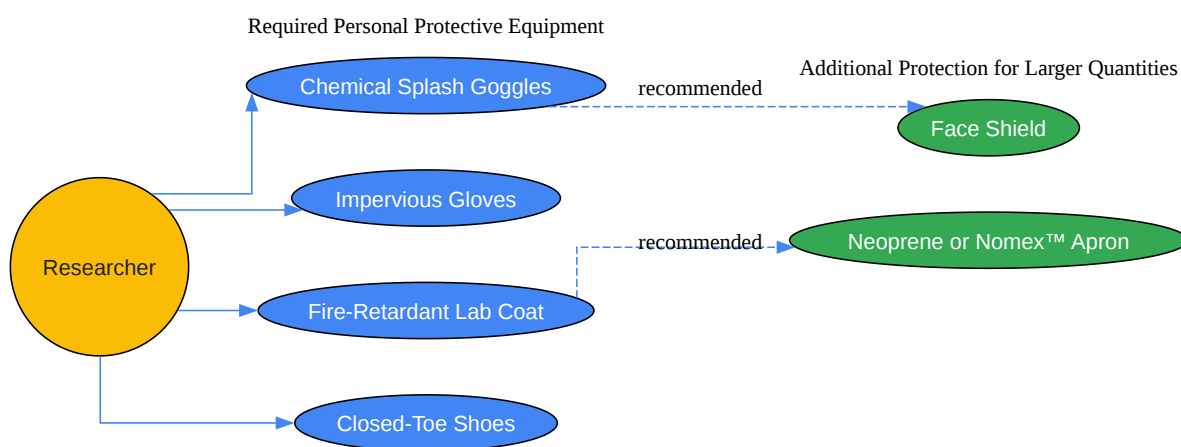 Required Personal Protective Equipment
Chemical Splash Goggles
recommended
Additional Protection for Larger Quantities
Face Shield
Impervious Gloves
Researcher
recommended
Neoprene or Nomex™ Apron
Fire-Retardant Lab Coat
Closed-Toe Shoes